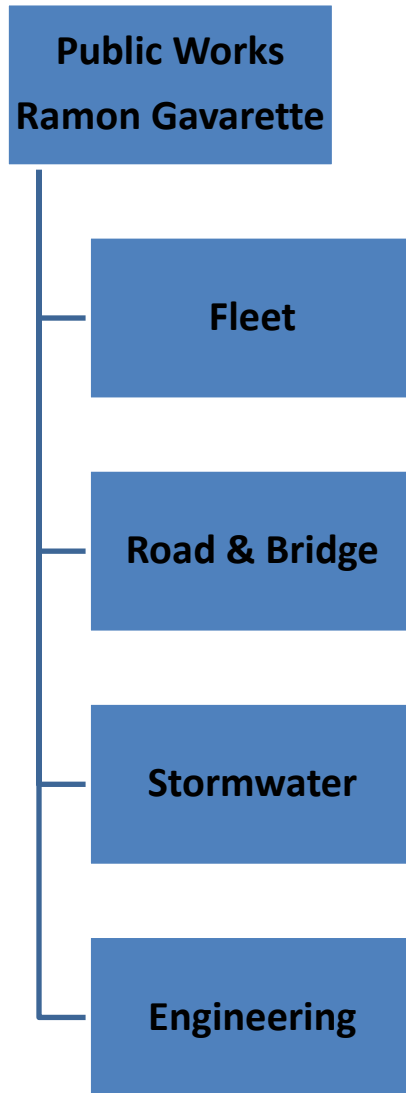 Public Works
Ramon Gavarette
Fleet
Road & Bridge
Stormwater
Engineering